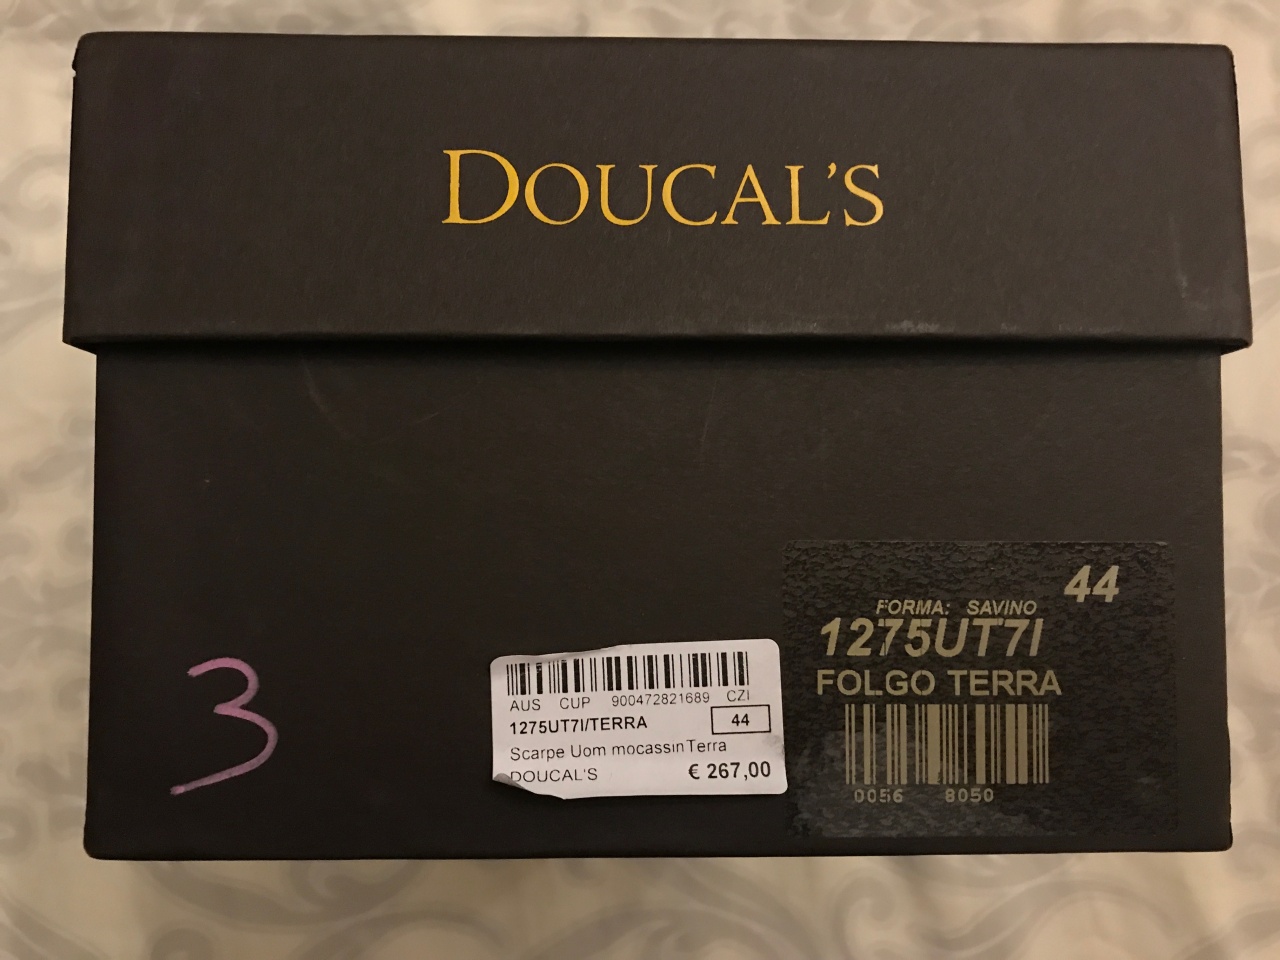 DOUCAL'S
44
FORMA: SAVINO
1275UT7I
FOLGO TERRA
0056 8050
AUS CUP 900472821689 CZI
1275UT7I/TERRA 44
Scarpe Uom mocassin Terra
DOUCAL'S € 267,00
3